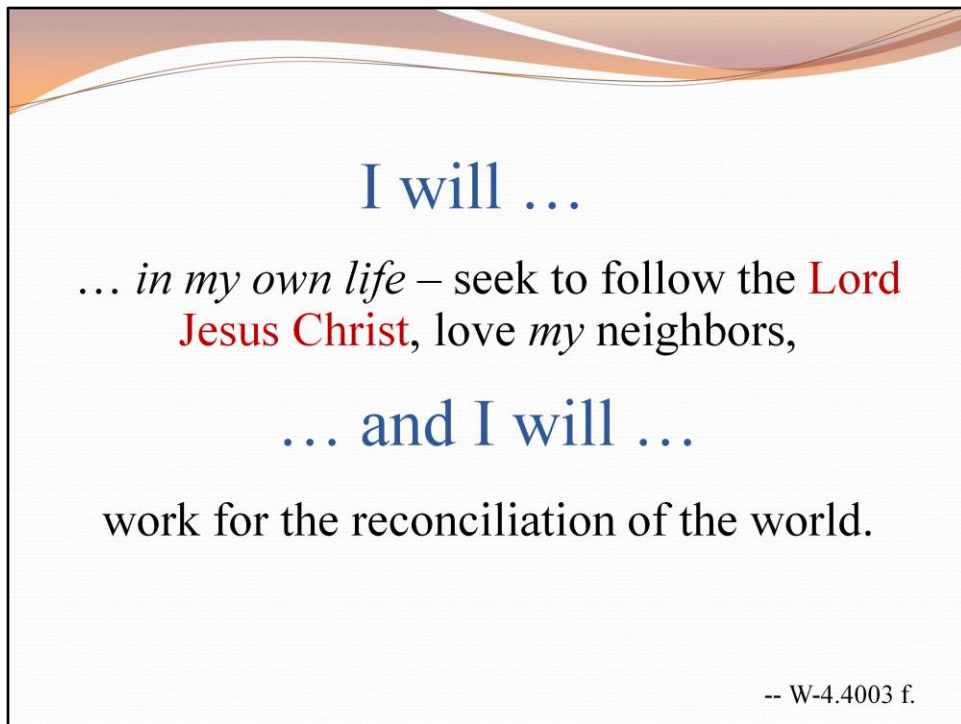 I will …
… in my own life – seek to follow the Lord
Jesus Christ, love my neighbors,
… and I will …
work for the reconciliation of the world.
-- W-4.4003 f.